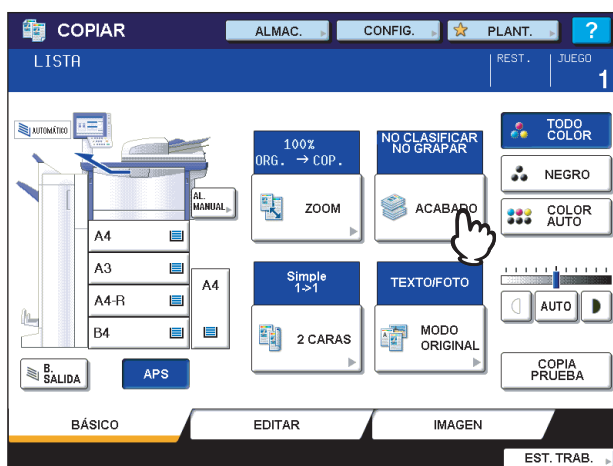 COPIAR
ALMAC.
CONFIG.
PLANT.
?
LISTA
REST.
JUEGO
1
AUTOMÁTICO
AL.
MANUAL
A4
A3
A4-R
B4
A4
B.
SALIDA
APS
100%
ORG. → COP.
ZOOM
NO CLASIFICAR
NO GRAPAR
ACABADO
Simple
1->1
2 CARAS
TEXTO/FOTO
MODO
ORIGINAL
TODO
COLOR
NEGRO
COLOR
AUTO
AUTO
COPIA
PRUEBA
BÁSICO
EDITAR
IMAGEN
EST. TRAB.